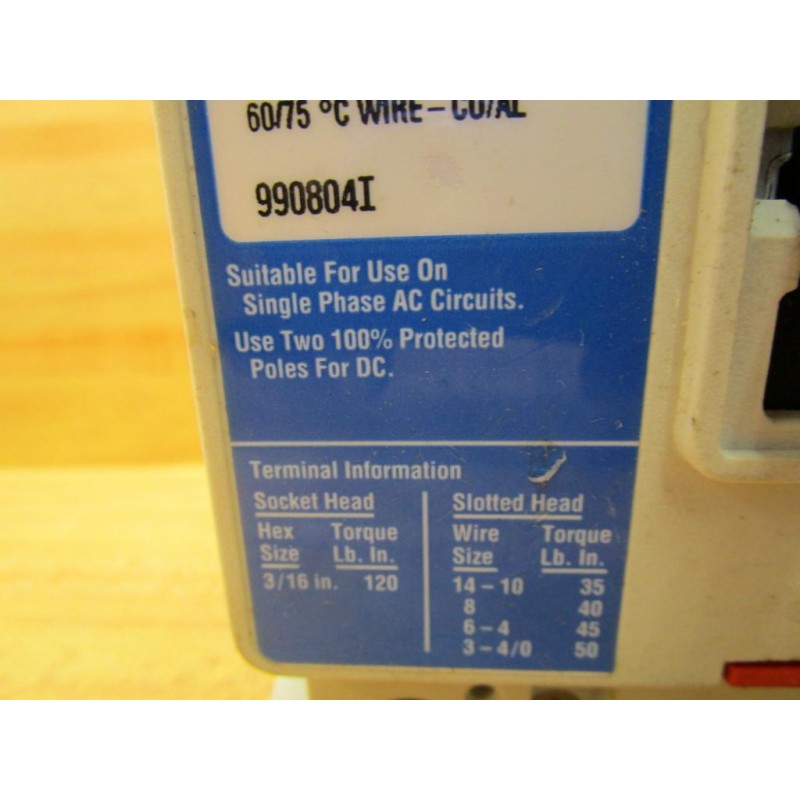 60/75 °C WIRE-CU/AL
990804I
Suitable For Use On
Single Phase AC Circuits.
Use Two 100% Protected
Poles For DC.
Terminal Information
Socket Head
Hex Torque
Size Lb. In.
3/16 in. 120
Slotted Head
Wire Torque
Size Lb. In.
14-10 35
8 40
6-4 45
3-4/0 50